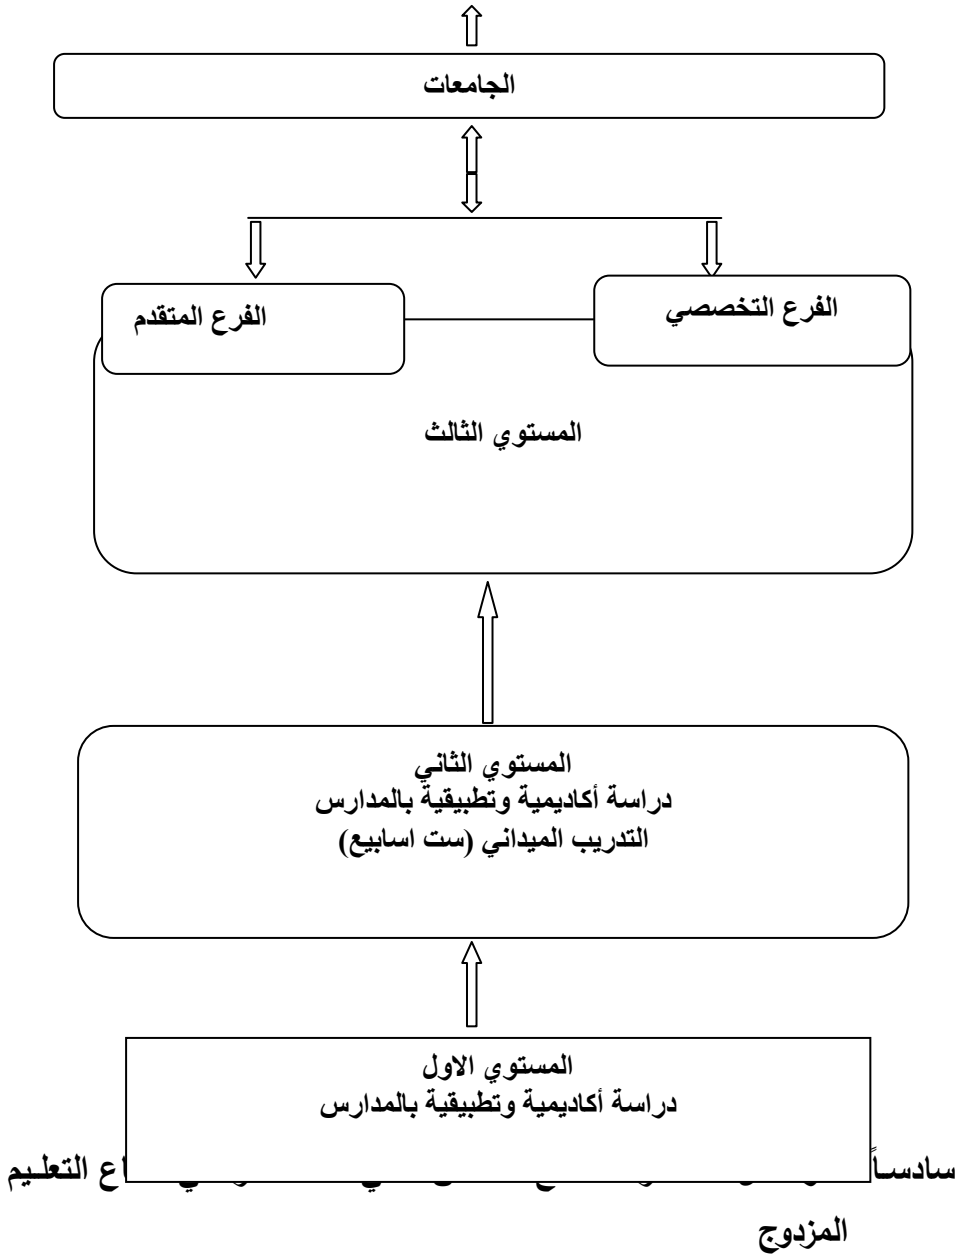 الجامعات
الفرع التخصصي
الفرع المتقدم
المستوي الثالث
المستوي الثاني
دراسة أكاديمية وتطبيقية بالمدارس
التدريب الميداني (ست اسابيع)
المستوي الاول
دراسة أكاديمية وتطبيقية بالمدارس
سادساً التعليم
المزدوج